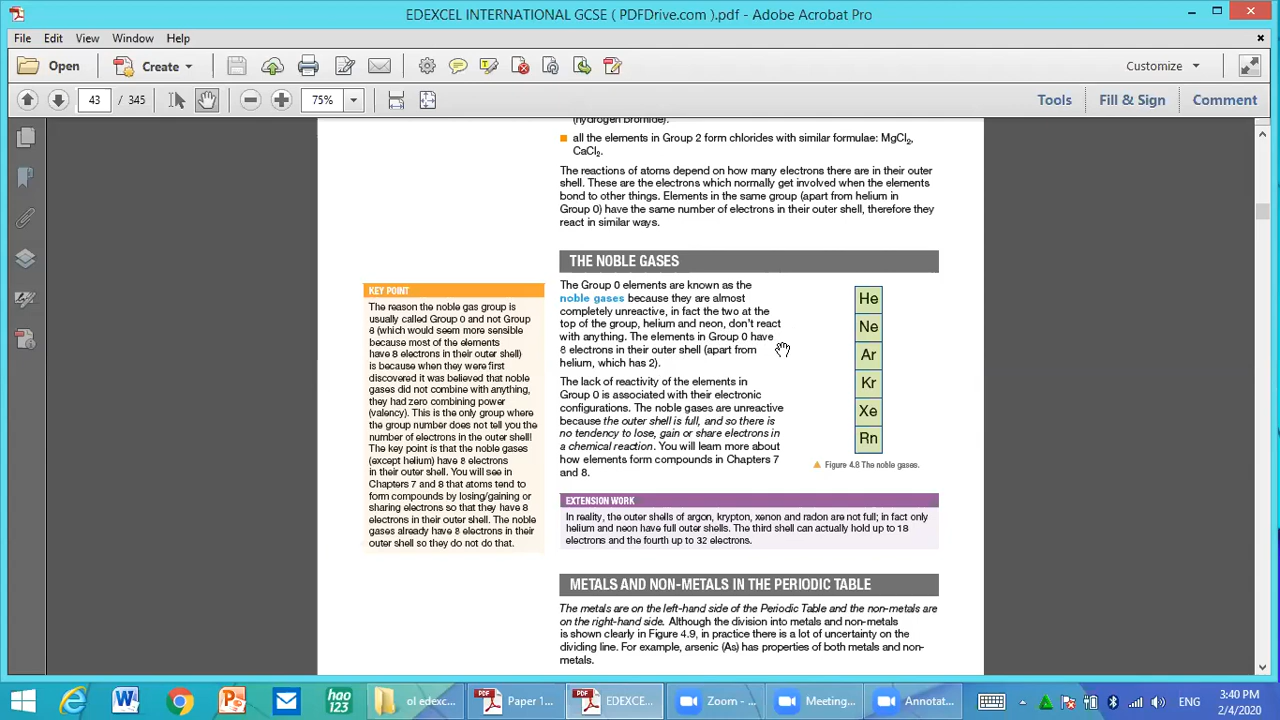 EDEXCEL INTERNATIONAL GCSE ( PDFDrive.com ).pdf - Adobe Acrobat Pro
File Edit View Window Help
Open Create Customize
43 / 345 75% Tools Fill & Sign Comment
(hydrogen bromide).
all the elements in Group 2 form chlorides with similar formulae: MgCl₂,
CaCl₂.
The reactions of atoms depend on how many electrons there are in their outer
shell. These are the electrons which normally get involved when the elements
bond to other things. Elements in the same group (apart from helium in
Group 0) have the same number of electrons in their outer shell, therefore they
react in similar ways.
THE NOBLE GASES
KEY POINT
The reason the noble gas group is
usually called Group 0 and not Group
8 (which would seem more sensible
because most of the elements
have 8 electrons in their outer shell)
is because when they were first
discovered it was believed that noble
gases did not combine with anything,
they had zero combining power
(valency). This is the only group where
the group number does not tell you the
number of electrons in the outer shell!
The key point is that the noble gases
(except helium) have 8 electrons
in their outer shell. You will see in
Chapters 7 and 8 that atoms tend to
form compounds by losing/gaining or
sharing electrons so that they have 8
electrons in their outer shell. The noble
gases already have 8 electrons in their
outer shell so they do not do that.
The Group 0 elements are known as the
noble gases because they are almost
completely unreactive, in fact the two at the
top of the group, helium and neon, don't react
with anything. The elements in Group 0 have
8 electrons in their outer shell (apart from
helium, which has 2).
The lack of reactivity of the elements in
Group 0 is associated with their electronic
configurations. The noble gases are unreactive
because the outer shell is full, and so there is
no tendency to lose, gain or share electrons in
a chemical reaction. You will learn more about
how elements form compounds in Chapters 7
and 8.
He
Ne
Ar
Kr
Xe
Rn
Figure 4.8 The noble gases.
EXTENSION WORK
In reality, the outer shells of argon, krypton, xenon and radon are not full; in fact only
helium and neon have full outer shells. The third shell can actually hold up to 18
electrons and the fourth up to 32 electrons.
METALS AND NON-METALS IN THE PERIODIC TABLE
The metals are on the left-hand side of the Periodic Table and the non-metals are
on the right-hand side. Although the division into metals and non-metals
is shown clearly in Figure 4.9, in practice there is a lot of uncertainty on the
dividing line. For example, arsenic (As) has properties of both metals and non-
metals.
hao
123
ol edexc...
Paper 1...
EDEXCE...
Zoom - ...
Meeting...
Annotat...
ENG
3:40 PM
2/4/2020